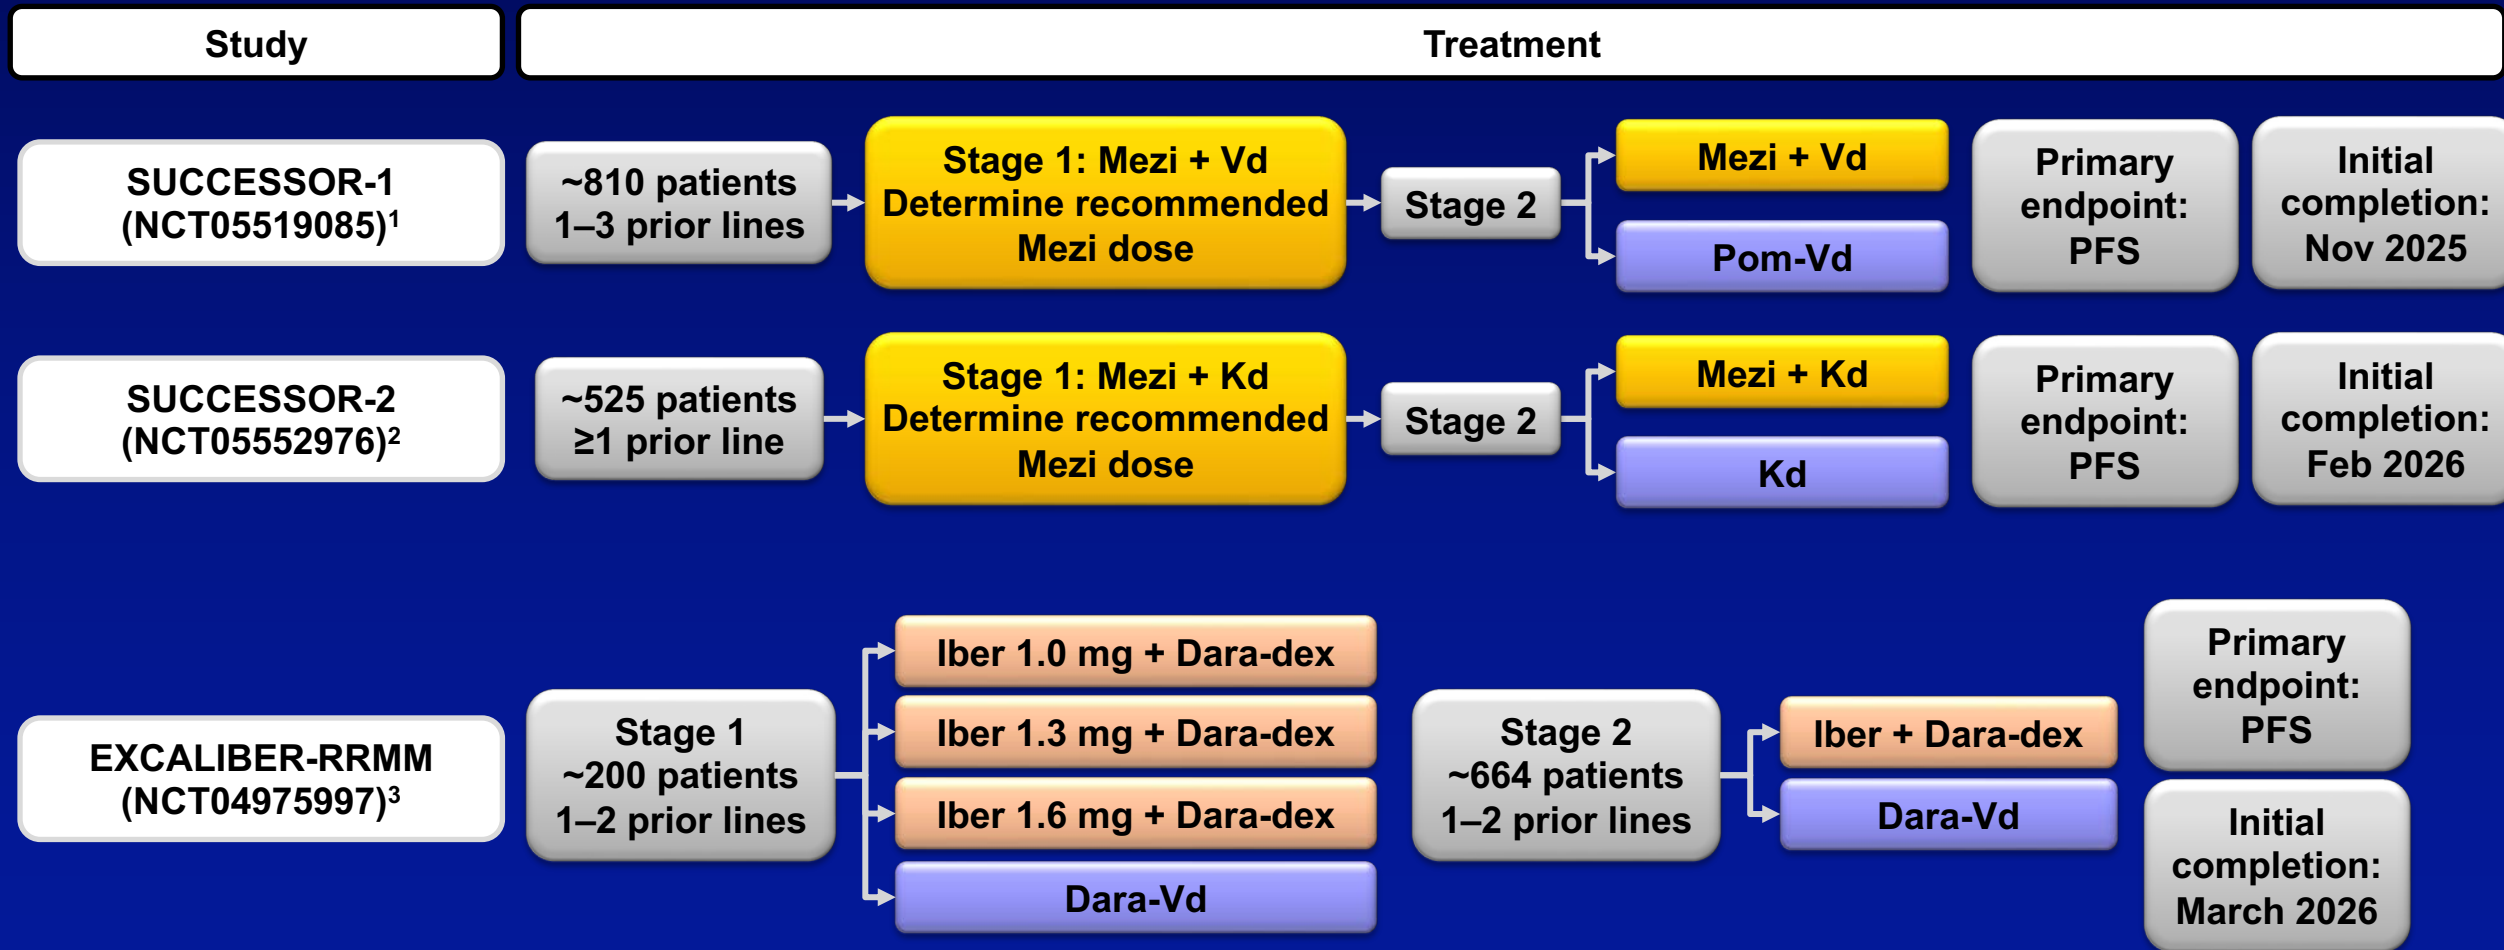 Study
Treatment
SUCCESSOR-1
(NCT05519085)¹
~810 patients
1–3 prior lines
Stage 1: Mezi + Vd
Determine recommended
Mezi dose
Stage 2
Mezi + Vd
Pom-Vd
Primary
endpoint:
PFS
Initial
completion:
Nov 2025
SUCCESSOR-2
(NCT05552976)²
~525 patients
≥1 prior line
Stage 1: Mezi + Kd
Determine recommended
Mezi dose
Stage 2
Mezi + Kd
Kd
Primary
endpoint:
PFS
Initial
completion:
Feb 2026
EXCALIBER-RRMM
(NCT04975997)³
Stage 1
~200 patients
1–2 prior lines
Iber 1.0 mg + Dara-dex
Iber 1.3 mg + Dara-dex
Iber 1.6 mg + Dara-dex
Dara-Vd
Stage 2
~664 patients
1–2 prior lines
Iber + Dara-dex
Dara-Vd
Primary
endpoint:
PFS
Initial
completion:
March 2026